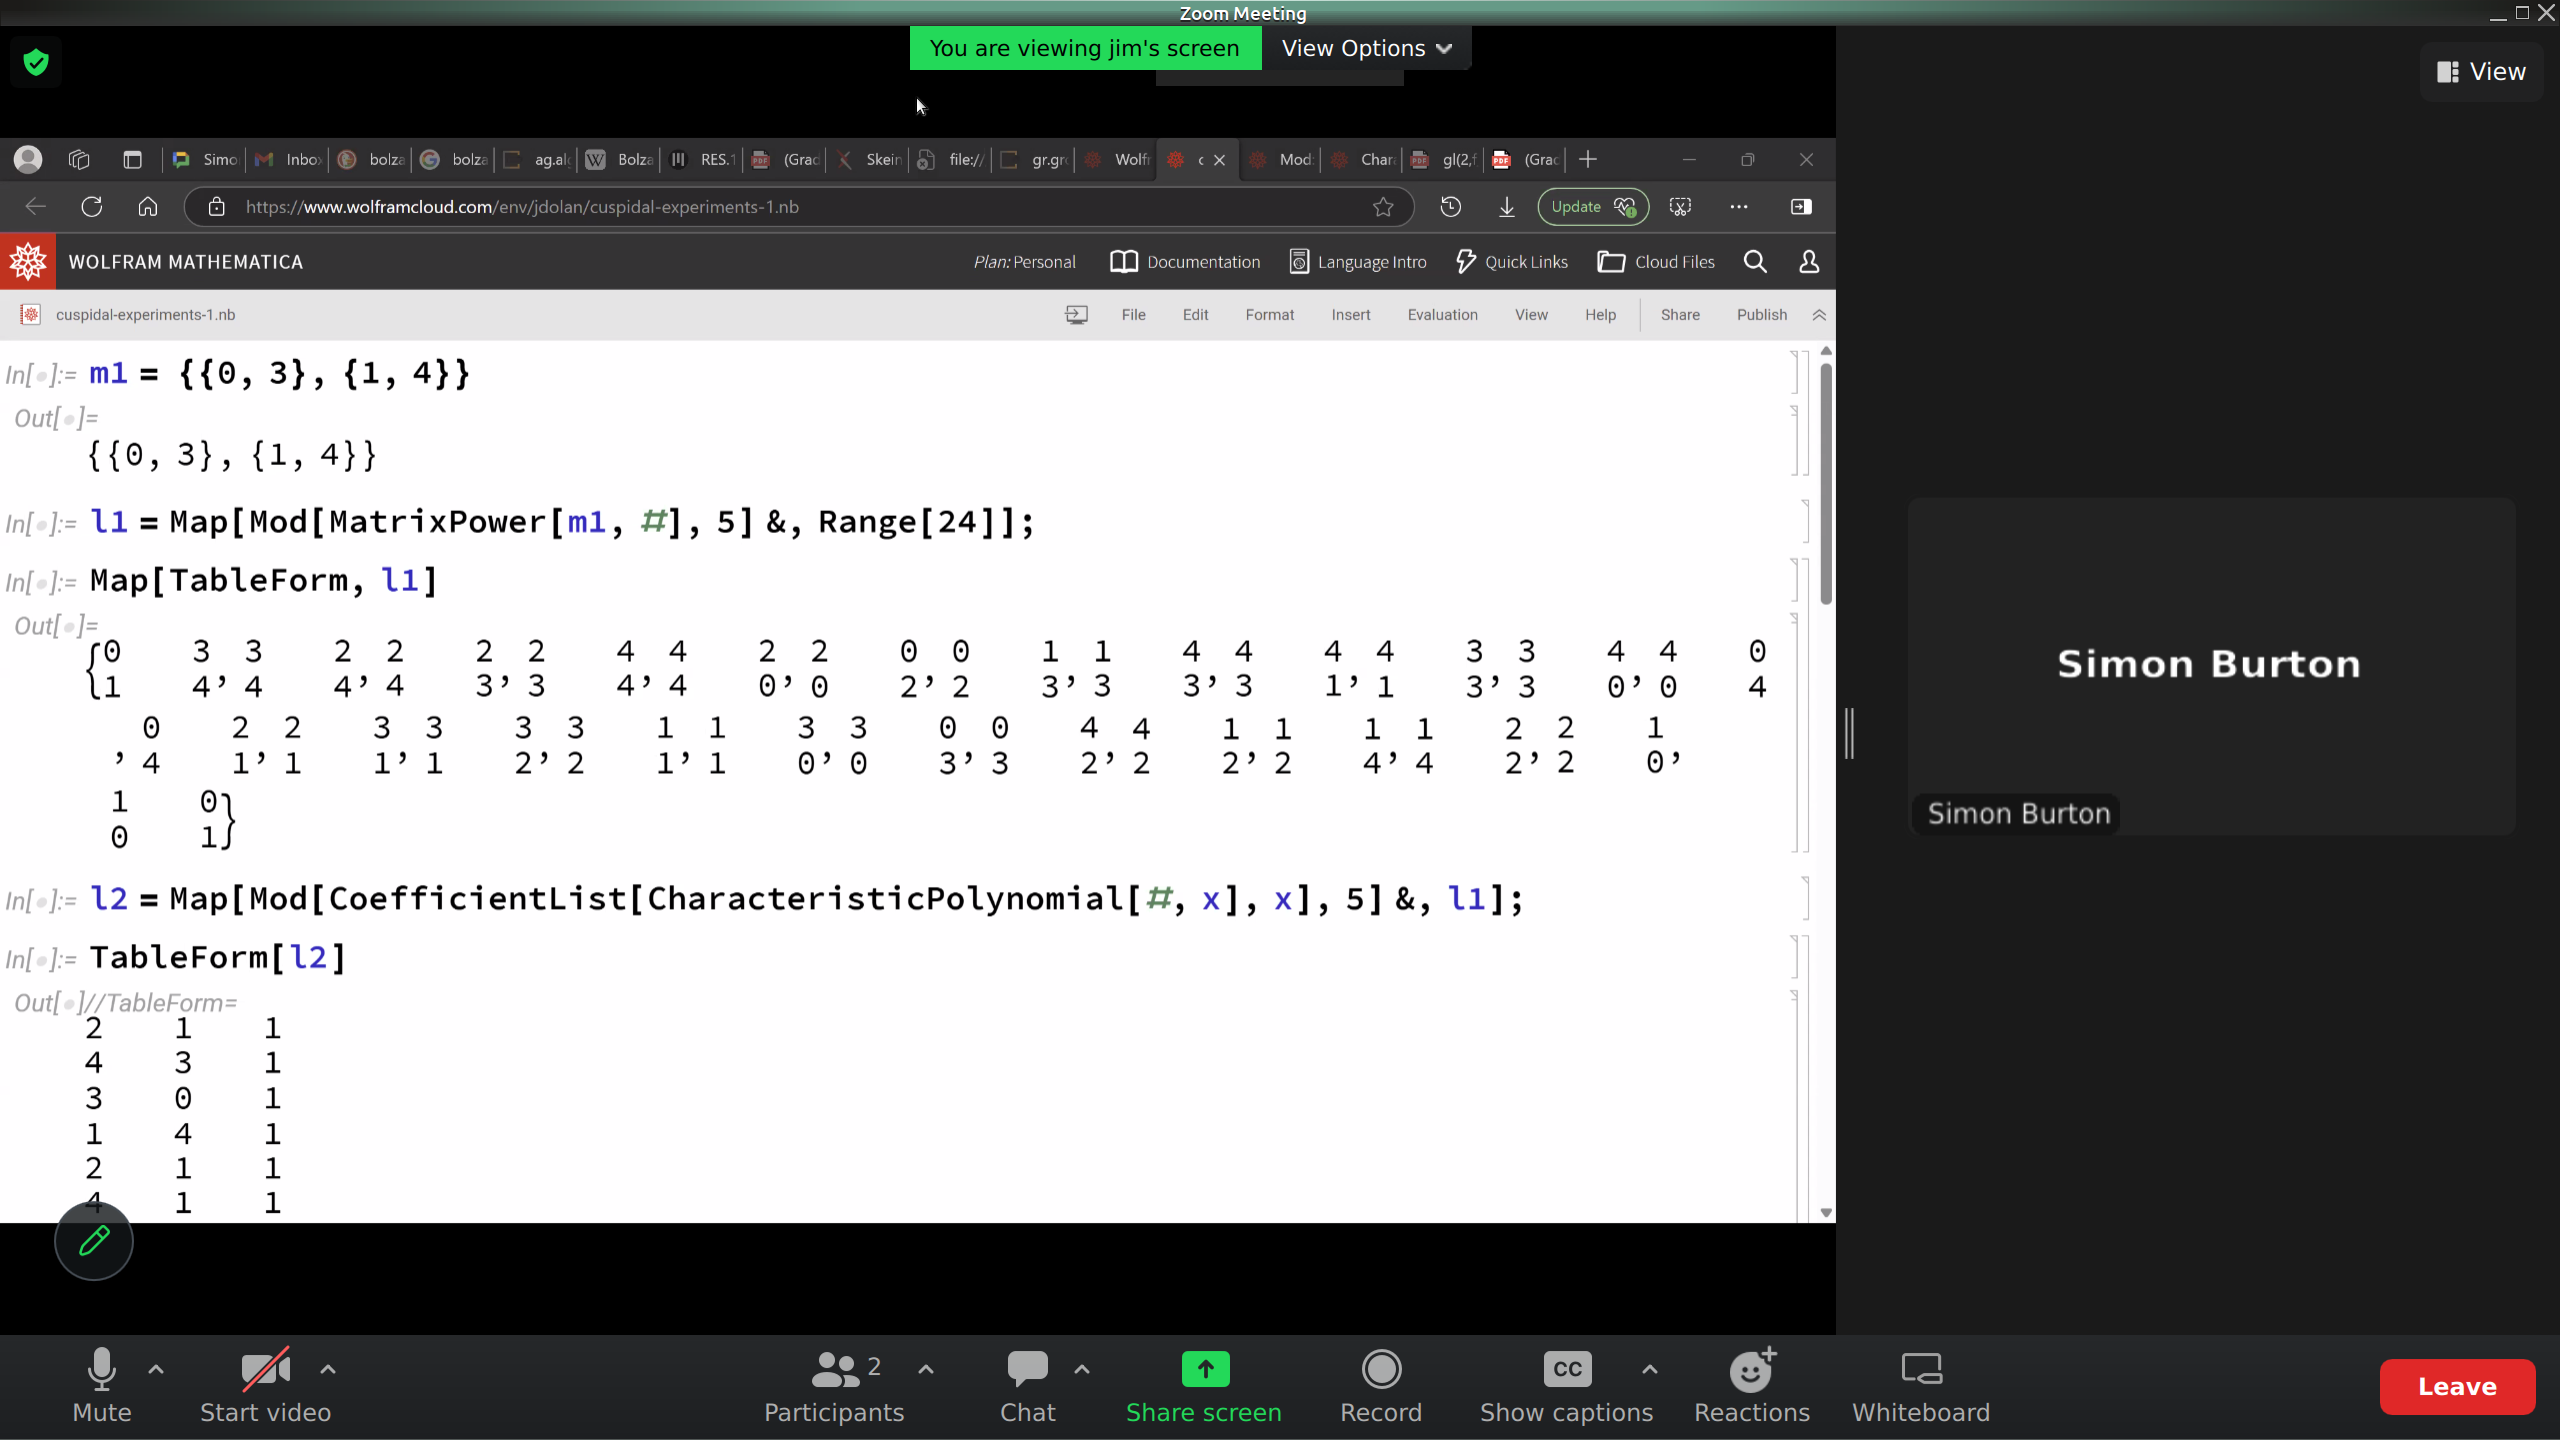 Zoom Meeting
You are viewing jim's screen View Options
View
Simo Inbo bolza bolza ag.al Bolza RES.1 (Grad Skein file:// gr.gr Wolfr c Mod Char gl(2,f (Grac
https://www.wolframcloud.com/env/jdolan/cuspidal-experiments-1.nb Update
WOLFRAM MATHEMATICA Plan: Personal Documentation Language Intro Quick Links Cloud Files
cuspidal-experiments-1.nb File Edit Format Insert Evaluation View Help Share Publish
In[•]:= m1 = {{0, 3}, {1, 4}}
Out[•]=
{{0, 3}, {1, 4}}
In[•]:= l1 = Map[Mod[MatrixPower[m1, #], 5] &, Range[24]];
In[•]:= Map[TableForm, l1]
Out[•]=
{0 3 3 2 2 2 2 4 4 2 2 0 0 1 1 4 4 4 4 3 3 4 4 0
1 4, 4 4, 4 3, 3 4, 4 0, 0 2, 2 3, 3 3, 3 1, 1 3, 3 0, 0 4
0 2 2 3 3 3 3 1 1 3 3 0 0 4 4 1 1 1 1 2 2 1
, 4 1, 1 1, 1 2, 2 1, 1 0, 0 3, 3 2, 2 2, 2 4, 4 2, 2 0,
1 0}
0 1
In[•]:= l2 = Map[Mod[CoefficientList[CharacteristicPolynomial[#, x], x], 5] &, l1];
In[•]:= TableForm[l2]
Out[•]//TableForm=
2 1 1
4 3 1
3 0 1
1 4 1
2 1 1
4 1 1
Simon Burton
Simon Burton
Mute Start video Participants 2 Chat Share screen Record CC Show captions Reactions Whiteboard Leave